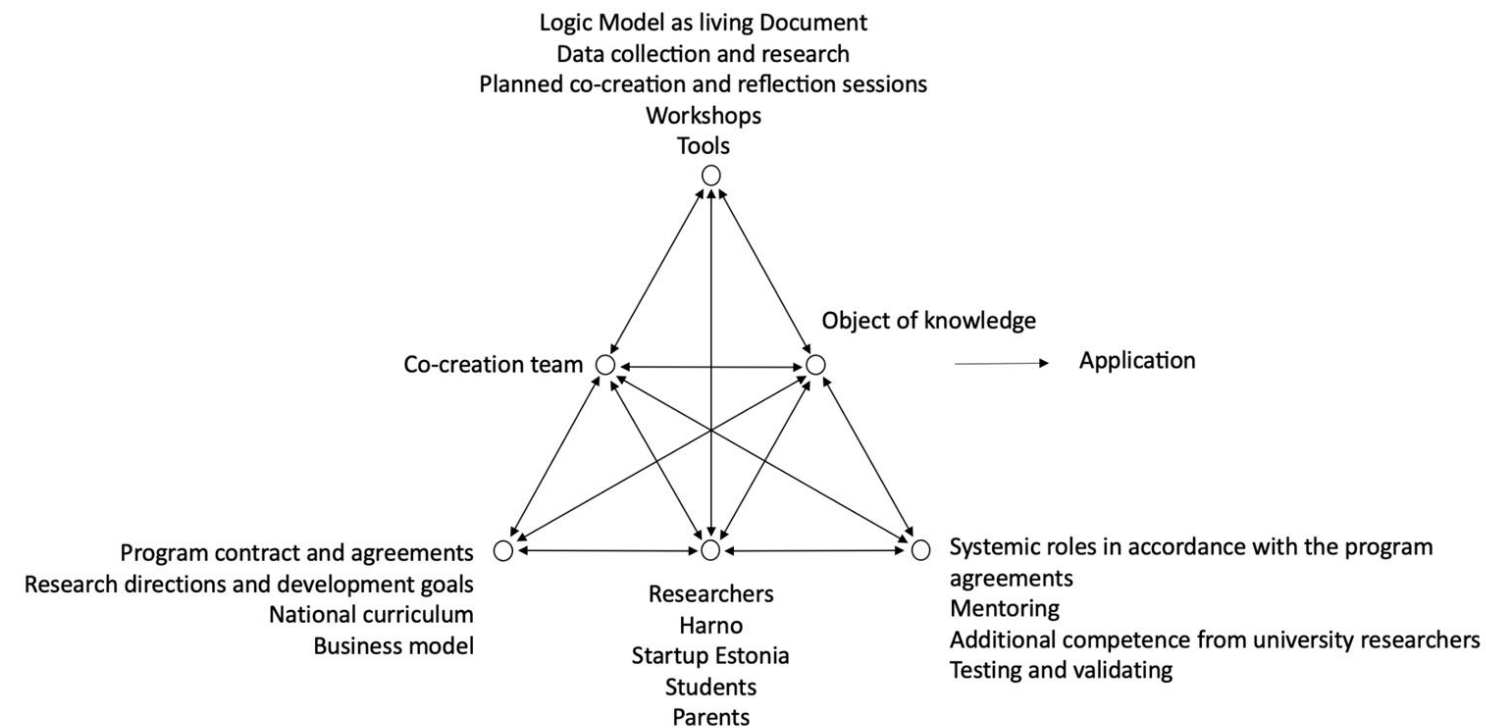 Logic Model as living Document
Data collection and research
Planned co-creation and reflection sessions
Workshops
Tools
Object of knowledge
Co-creation team
Application
Program contract and agreements
Research directions and development goals
National curriculum
Business model
Researchers
Harno
Startup Estonia
Students
Parents
Systemic roles in accordance with the program
agreements
Mentoring
Additional competence from university researchers
Testing and validating